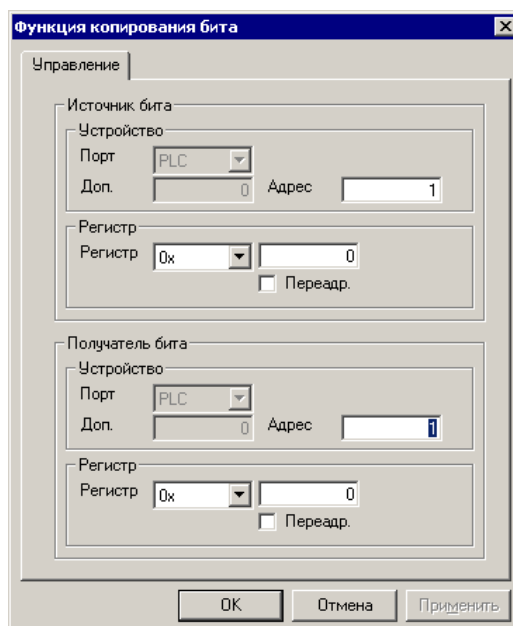 Функция копирования бита
Управление
Источник бита
Устройство
Порт PLC
Доп. 0 Адрес 1
Регистр
Регистр 0x 0
Переадр.
Получатель бита
Устройство
Порт PLC
Доп. 0 Адрес 1
Регистр
Регистр 0x 0
Переадр.
OK Отмена Применить